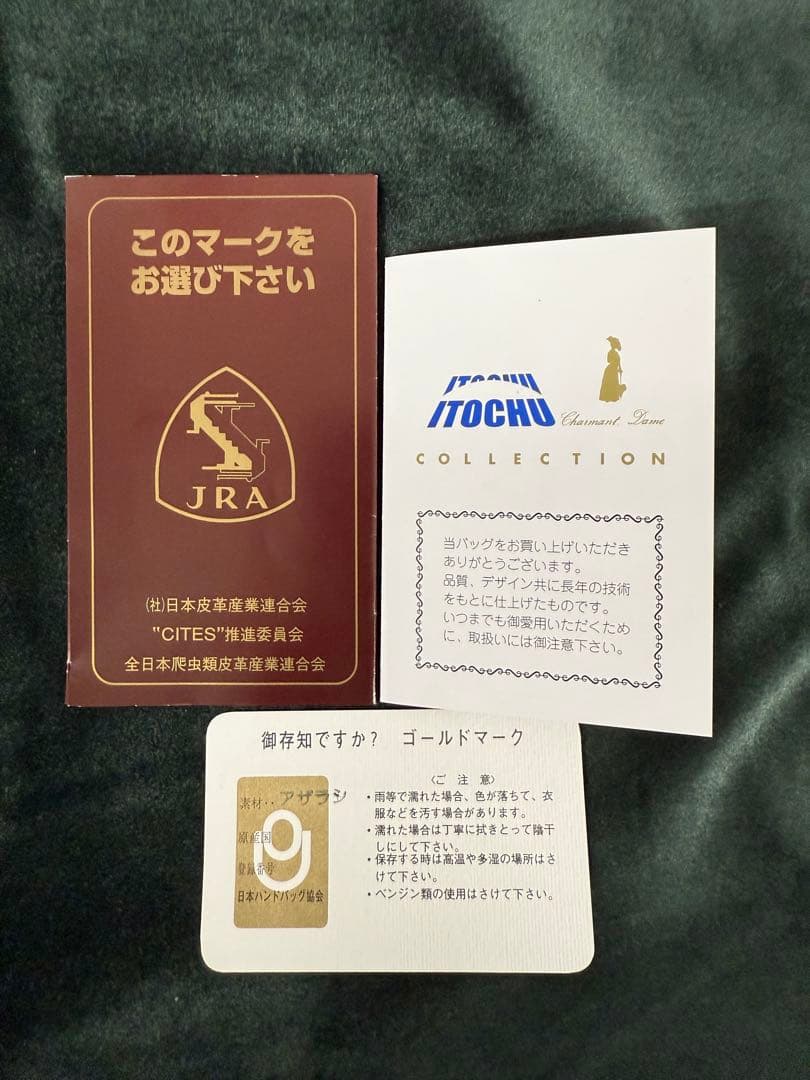 このマークを
お選び下さい
JRA
(社)日本皮革産業連合会
"CITES"推進委員会
全日本爬虫類皮革産業連合会
ITOCHU
ITOCHU
Charmant Dame
COLLECTION
当バッグをお買い上げいただき
ありがとうございます。
品質、デザイン共に長年の技術
をもとに仕上げたものです。
いつまでも御愛用いただくため
に、取扱いには御注意下さい。
御存知ですか? ゴールドマーク
素材‥アザラシ
原産国
登録番号
g
日本ハンドバッグ協会
〈ご注意〉
・雨等で濡れた場合、色が落ちて、衣
服などを汚す場合があります。
・濡れた場合は丁寧に拭きとって陰干
しにして下さい。
・保存する時は高温や多湿の場所はさ
けて下さい。
・ベンジン類の使用はさけて下さい。